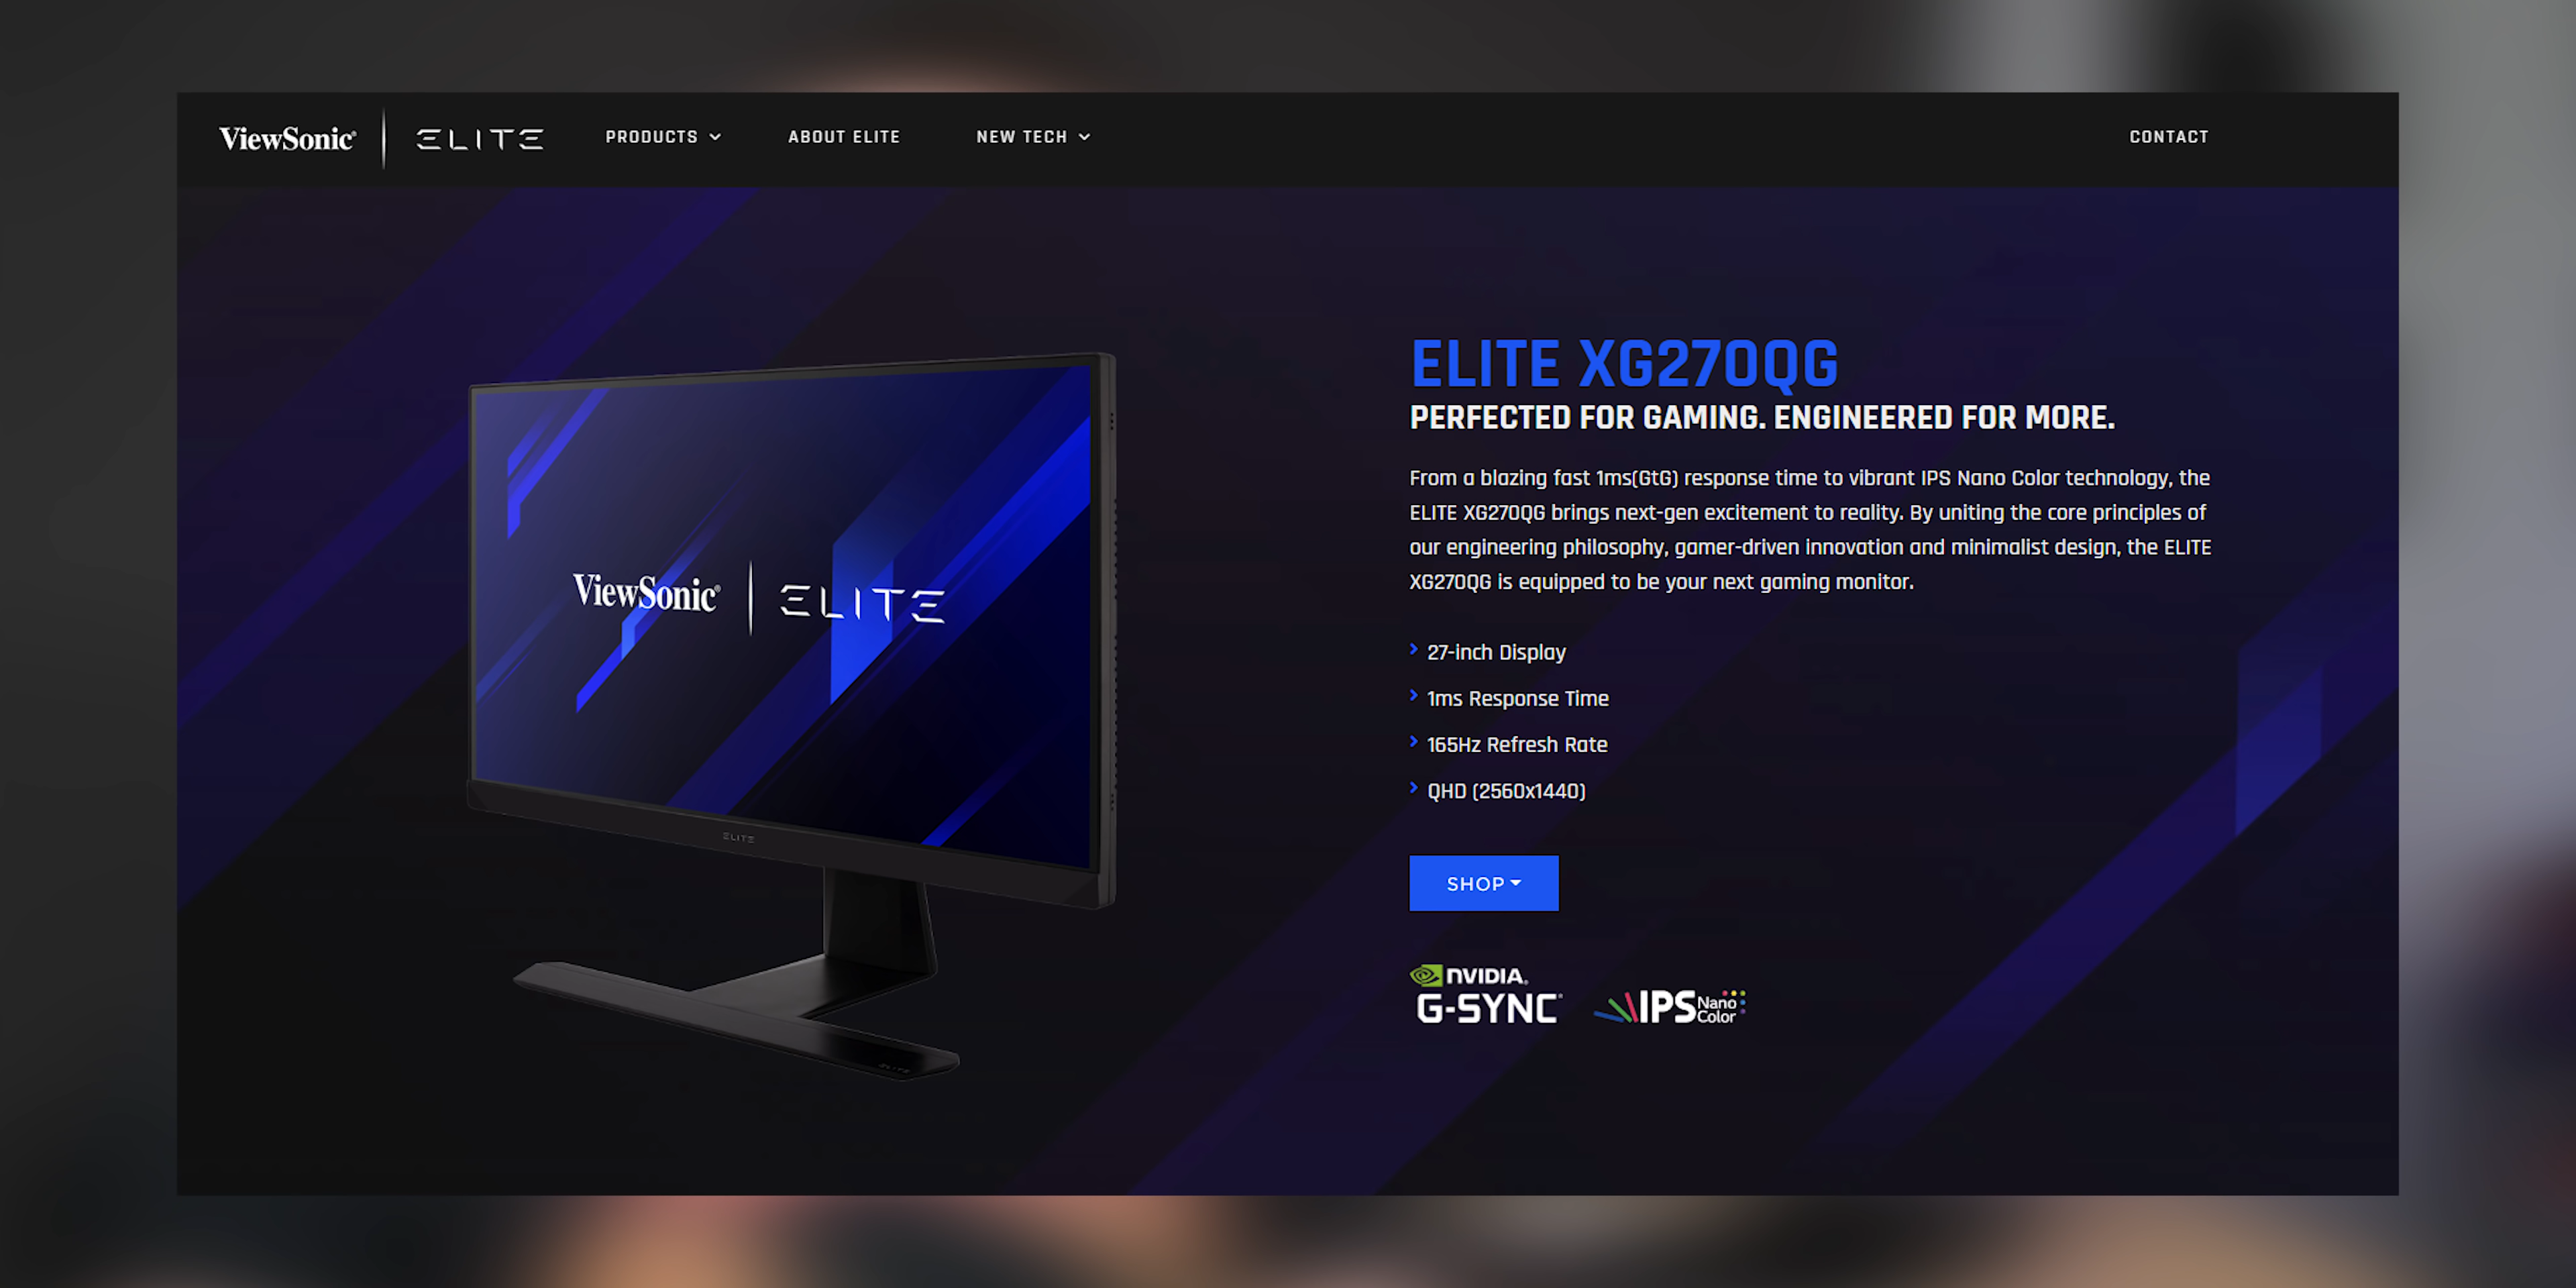 ViewSonic® | ELITE PRODUCTS ABOUT ELITE NEW TECH CONTACT
ELITE XG270QG
PERFECTED FOR GAMING. ENGINEERED FOR MORE.
From a blazing fast 1ms(GtG) response time to vibrant IPS Nano Color technology, the
ELITE XG270QG brings next-gen excitement to reality. By uniting the core principles of
our engineering philosophy, gamer-driven innovation and minimalist design, the ELITE
XG270QG is equipped to be your next gaming monitor.
27-inch Display
1ms Response Time
165Hz Refresh Rate
QHD (2560x1440)
SHOP
NVIDIA®
G-SYNC®
IPS Nano
Color
ViewSonic® | ELITE
ELITE
ELITE